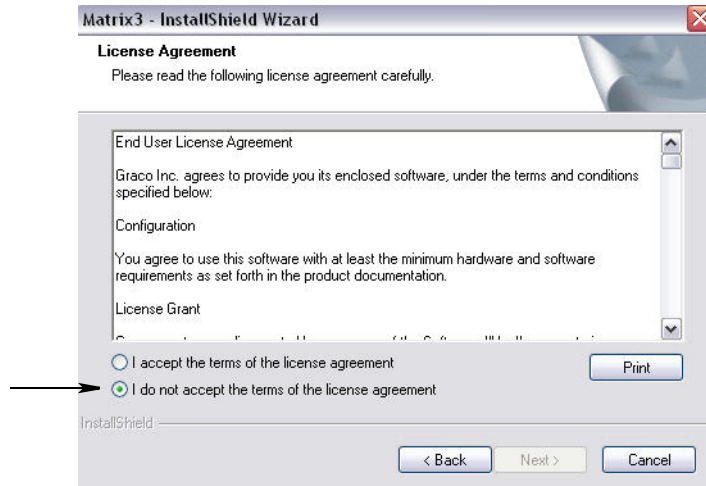 Matrix3 - InstallShield Wizard
License Agreement
Please read the following license agreement carefully.
End User License Agreement
Graco Inc. agrees to provide you its enclosed software, under the terms and conditions
specified below:
Configuration
You agree to use this software with at least the minimum hardware and software
requirements as set forth in the product documentation.
License Grant
I accept the terms of the license agreement
Print
I do not accept the terms of the license agreement
InstallShield
< Back
Next >
Cancel